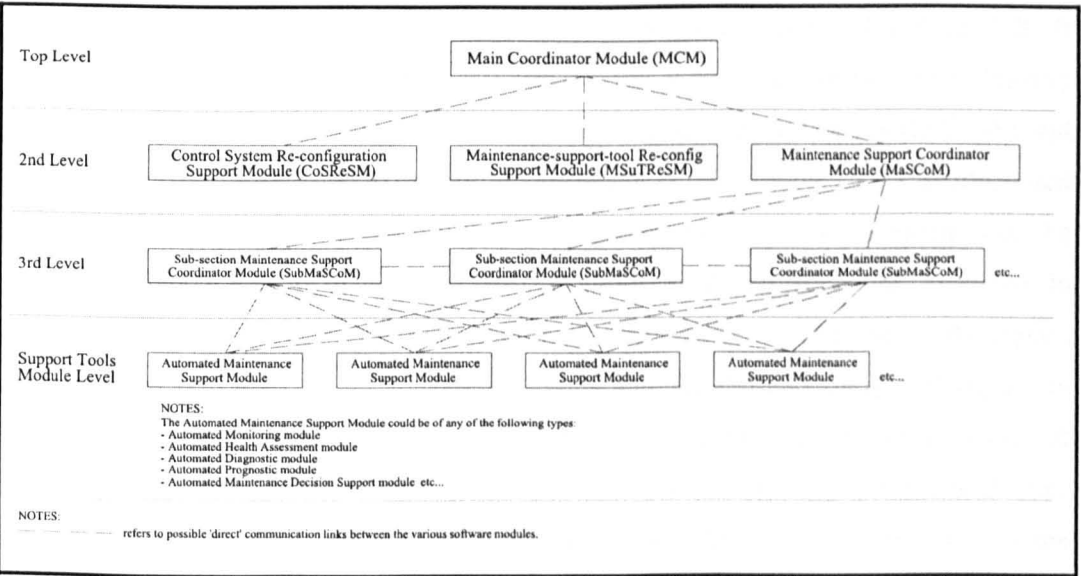 Top Level
Main Coordinator Module (MCM)
2nd Level
Control System Re-configuration
Support Module (CoSReSM)
Maintenance-support-tool Re-config
Support Module (MSuTReSM)
Maintenance Support Coordinator
Module (MaSCoM)
3rd Level
Sub-section Maintenance Support
Coordinator Module (SubMaSCoM)
Sub-section Maintenance Support
Coordinator Module (SubMaSCoM)
Sub-section Maintenance Support
Coordinator Module (SubMaSCoM)
etc...
Support Tools
Module Level
Automated Maintenance
Support Module
Automated Maintenance
Support Module
Automated Maintenance
Support Module
Automated Maintenance
Support Module
etc...
NOTES:
The Automated Maintenance Support Module could be of any of the following types:
- Automated Monitoring module
- Automated Health Assessment module
- Automated Diagnostic module
- Automated Prognostic module
- Automated Maintenance Decision Support module etc...
NOTES:
refers to possible 'direct' communication links between the various software modules.